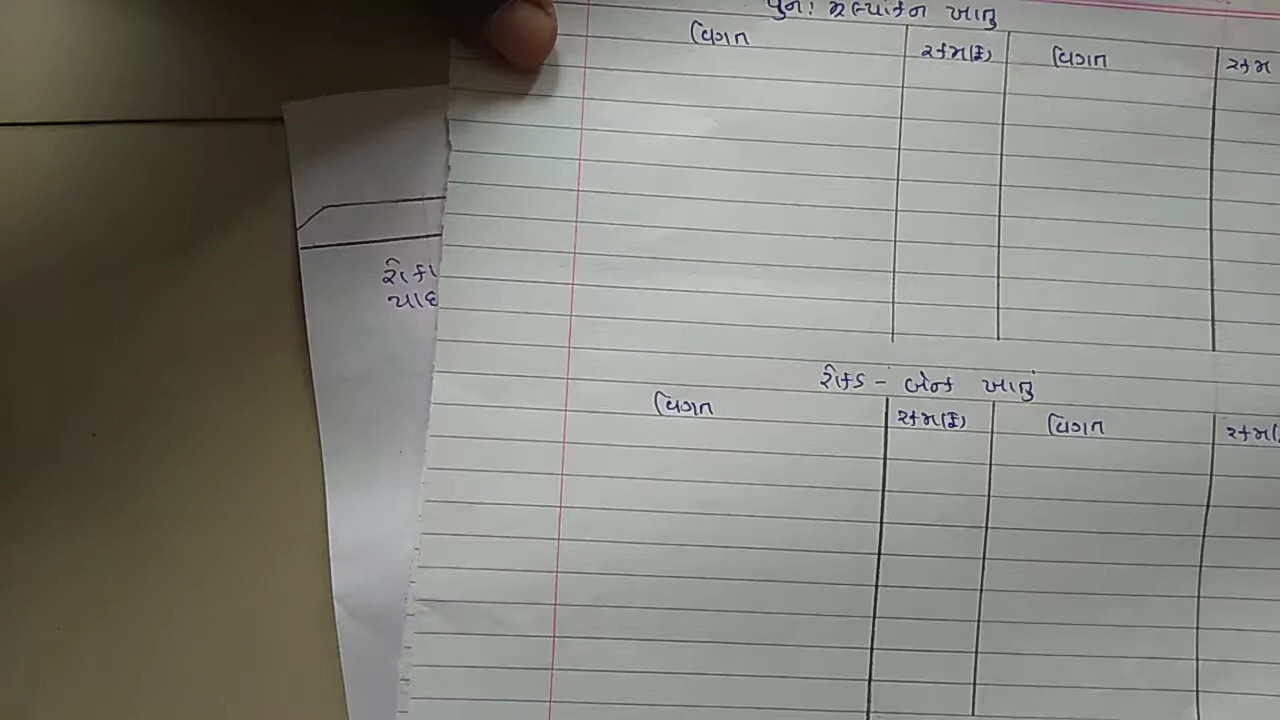 પુનઃ મૂલ્યાંકન ખાતુ
વિગત રકમ(₹) વિગત રકમ
રોકડ - બેન્ક ખાતું
વિગત રકમ(₹) વિગત રકમ(
રોકા
યાદ